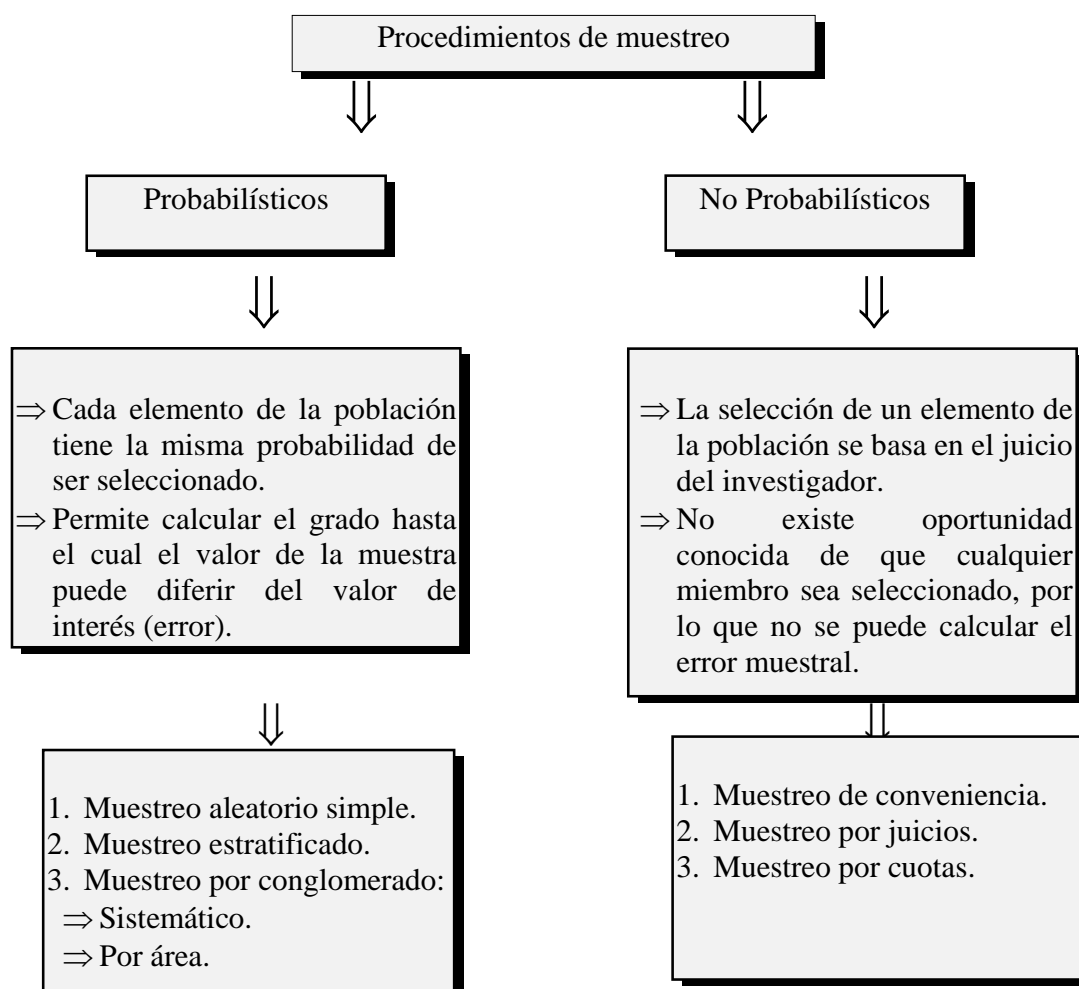 Procedimientos de muestreo
Probabilísticos
No Probabilísticos
⇒ Cada elemento de la población
tiene la misma probabilidad de
ser seleccionado.
⇒ Permite calcular el grado hasta
el cual el valor de la muestra
puede diferir del valor de
interés (error).
⇒ La selección de un elemento de
la población se basa en el juicio
del investigador.
⇒ No existe oportunidad
conocida de que cualquier
miembro sea seleccionado, por
lo que no se puede calcular el
error muestral.
1. Muestreo aleatorio simple.
2. Muestreo estratificado.
3. Muestreo por conglomerado:
⇒ Sistemático.
⇒ Por área.
1. Muestreo de conveniencia.
2. Muestreo por juicios.
3. Muestreo por cuotas.